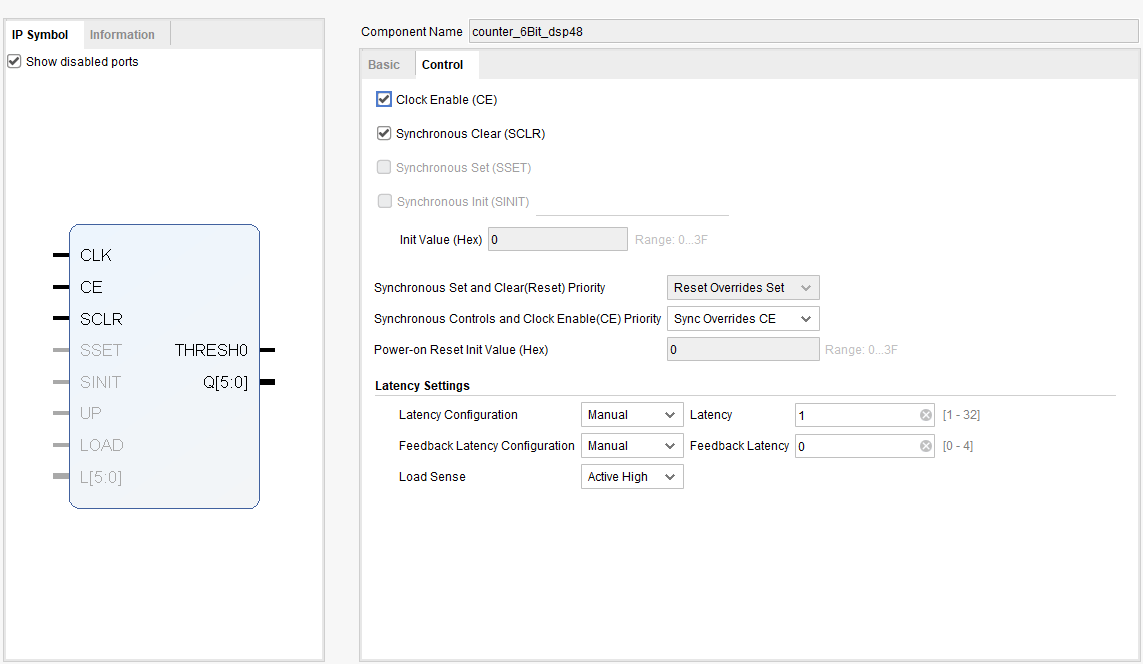 IP Symbol Information
Show disabled ports
CLK
CE
SCLR
SSET THRESH0
SINIT Q[5:0]
UP
LOAD
L[5:0]
Component Name counter_6Bit_dsp48
Basic Control
Clock Enable (CE)
Synchronous Clear (SCLR)
Synchronous Set (SSET)
Synchronous Init (SINIT)
Init Value (Hex) 0 Range: 0...3F
Synchronous Set and Clear(Reset) Priority Reset Overrides Set
Synchronous Controls and Clock Enable(CE) Priority Sync Overrides CE
Power-on Reset Init Value (Hex) 0 Range: 0...3F
Latency Settings
Latency Configuration Manual Latency 1 [1 - 32]
Feedback Latency Configuration Manual Feedback Latency 0 [0 - 4]
Load Sense Active High